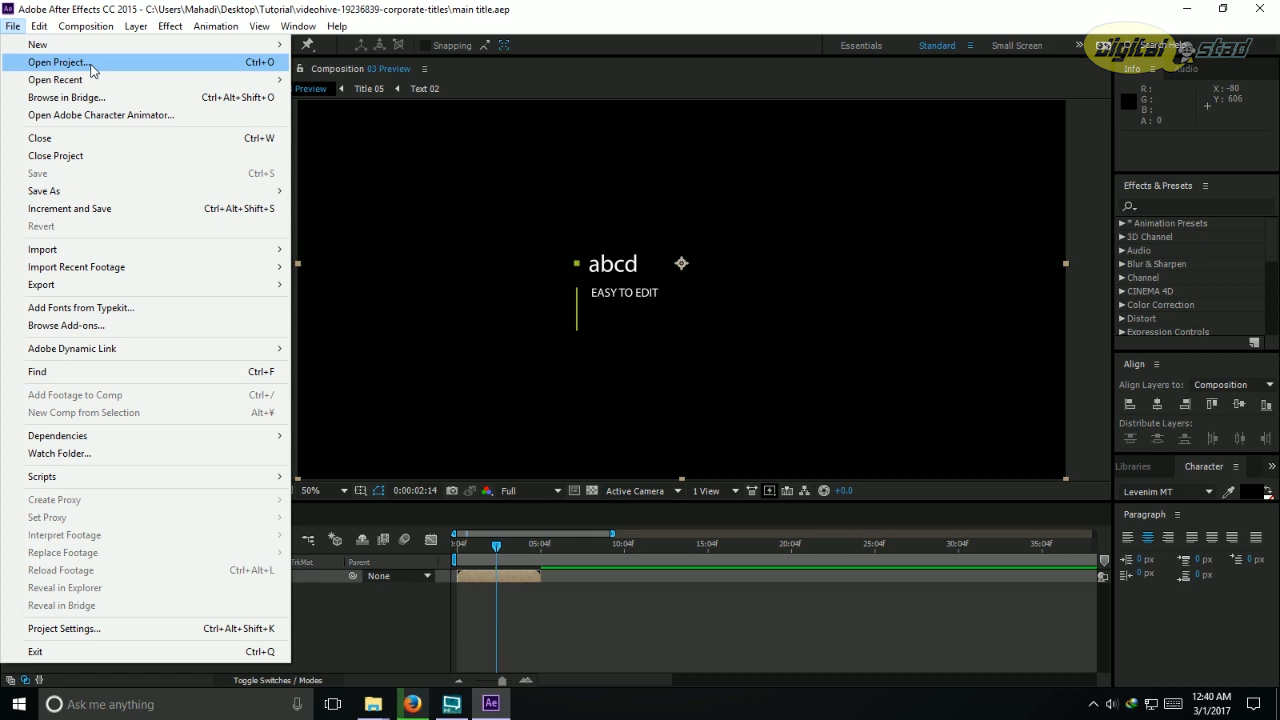 Adobe After Effects CC 2015 - C:\Users\Mahadi\Desktop\Tutorial\videohive-19236839-corporate-titles\main title.aep
File Edit Composition Layer Effect Animation View Window Help
New
Open Project... Ctrl+O
Open Recent
Browse in Bridge... Ctrl+Alt+Shift+O
Open Adobe Character Animator...
Close Ctrl+W
Close Project
Save Ctrl+S
Save As
Increment and Save Ctrl+Alt+Shift+S
Revert
Import
Import Recent Footage
Export
Add Fonts from Typekit...
Browse Add-ons...
Adobe Dynamic Link
Find Ctrl+F
Add Footage to Comp Ctrl+/
New Comp from Selection Alt+¥
Dependencies
Watch Folder...
Scripts
Create Proxy
Set Proxy
Interpret Footage
Replace Footage
Reload Footage Ctrl+Alt+L
Reveal in Explorer
Reveal in Bridge
Project Settings... Ctrl+Alt+Shift+K
Exit Ctrl+Q
Snapping
Essentials Standard Small Screen Search Help
digital stad
Composition 03 Preview
Preview Title 05 Text 02
abcd
EASY TO EDIT
50% 0:00:02:14 Full Active Camera 1 View +0.0
Info Audio
R: X: -80
G: Y: 606
B:
A: 0
Effects & Presets
* Animation Presets
3D Channel
Audio
Blur & Sharpen
Channel
CINEMA 4D
Color Correction
Distort
Expression Controls
Align
Align Layers to: Composition
Distribute Layers:
Libraries Character
Levenim MT
Paragraph
0 px 0 px 0 px
0 px 0 px
0:04f 05:04f 10:04f 15:04f 20:04f 25:04f 30:04f 35:04f
TrkMat Parent
None
Toggle Switches / Modes
Ask me anything
12:40 AM
3/1/2017